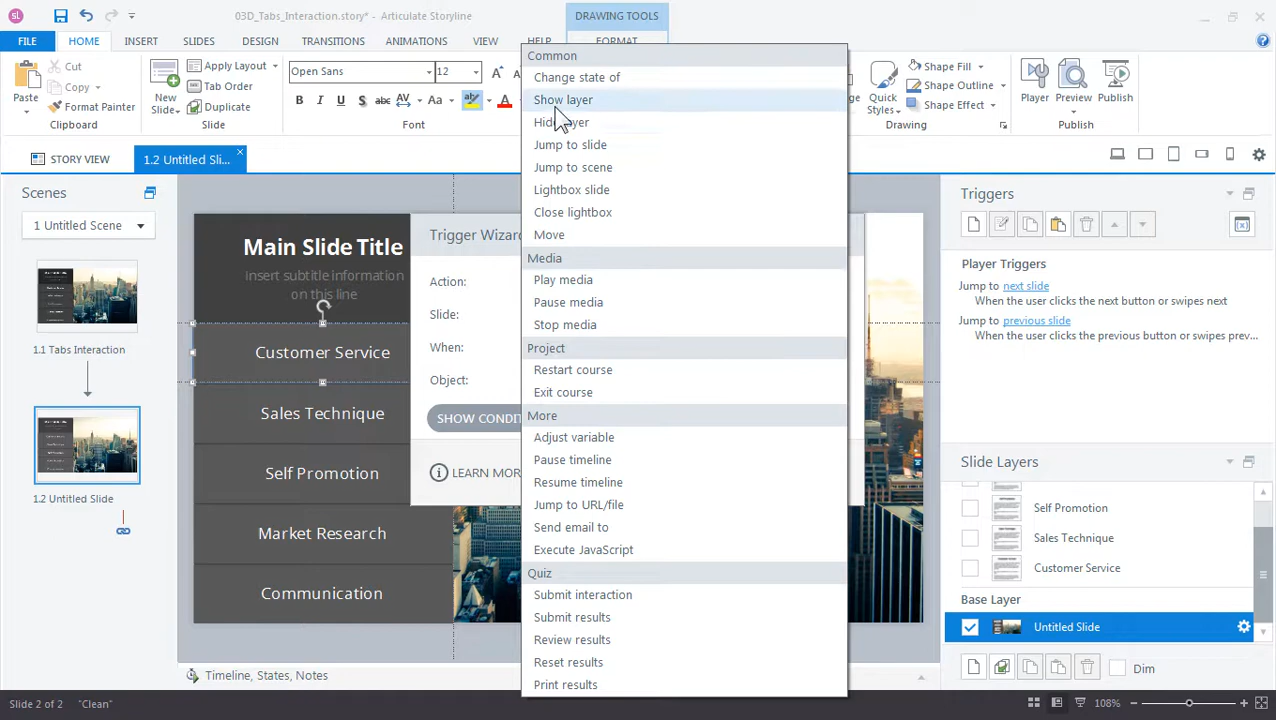 03D_Tabs_Interaction.story* - Articulate Storyline
DRAWING TOOLS
FILE
HOME
INSERT
SLIDES
DESIGN
TRANSITIONS
ANIMATIONS
VIEW
HELP
FORMAT
Paste
Cut
Copy
Clipboard
New
Slide
Apply Layout
Tab Order
Duplicate
Slide
Open Sans
12
B I U S abc AV Aa
Font
Quick
Styles
Shape Fill
Shape Outline
Shape Effect
Drawing
Player
Preview
Publish
Publish
STORY VIEW
1.2 Untitled Sli...
Scenes
1 Untitled Scene
1.1 Tabs Interaction
1.2 Untitled Slide
Main Slide Title
insert subtitle information
on this line
Customer Service
Sales Technique
Self Promotion
Market Research
Communication
Trigger Wizard
Action:
Slide:
When:
Object:
SHOW CONDIT
LEARN MOR
Common
Change state of
Show layer
Hide layer
Jump to slide
Jump to scene
Lightbox slide
Close lightbox
Move
Media
Play media
Pause media
Stop media
Project
Restart course
Exit course
More
Adjust variable
Pause timeline
Resume timeline
Jump to URL/file
Send email to
Execute JavaScript
Quiz
Submit interaction
Submit results
Review results
Reset results
Print results
Triggers
Player Triggers
Jump to next slide
When the user clicks the next button or swipes next
Jump to previous slide
When the user clicks the previous button or swipes prev...
Slide Layers
Self Promotion
Sales Technique
Customer Service
Base Layer
Untitled Slide
Dim
Timeline, States, Notes
Slide 2 of 2
"Clean"
108%